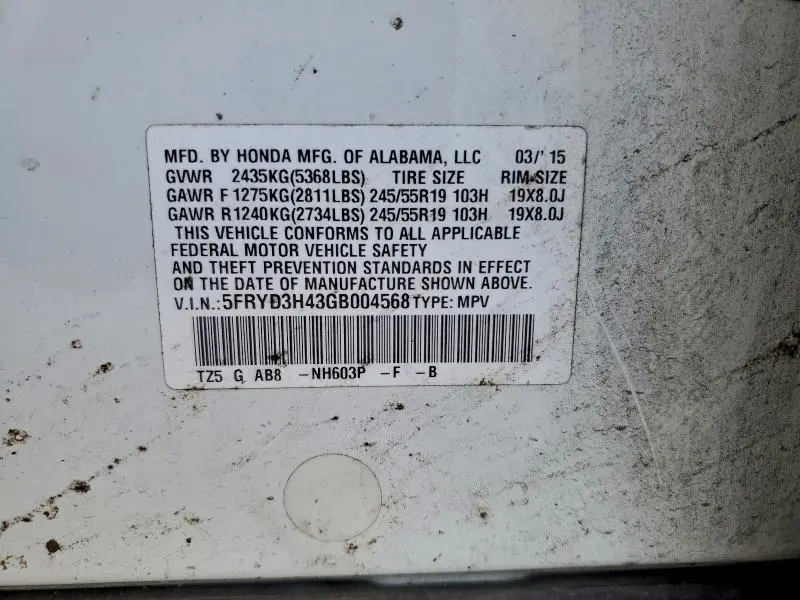 MFD. BY HONDA MFG. OF ALABAMA, LLC 03/'15
GVWR 2435KG(5368LBS) TIRE SIZE RIM SIZE
GAWR F 1275KG(2811LBS) 245/55R19 103H 19X8.0J
GAWR R1240KG(2734LBS) 245/55R19 103H 19X8.0J
THIS VEHICLE CONFORMS TO ALL APPLICABLE
FEDERAL MOTOR VEHICLE SAFETY
AND THEFT PREVENTION STANDARDS IN EFFECT
ON THE DATE OF MANUFACTURE SHOWN ABOVE.
V.I.N.: 5FRYD3H43GB004568 TYPE: MPV
TZ5 G AB8 -NH603P -F -B